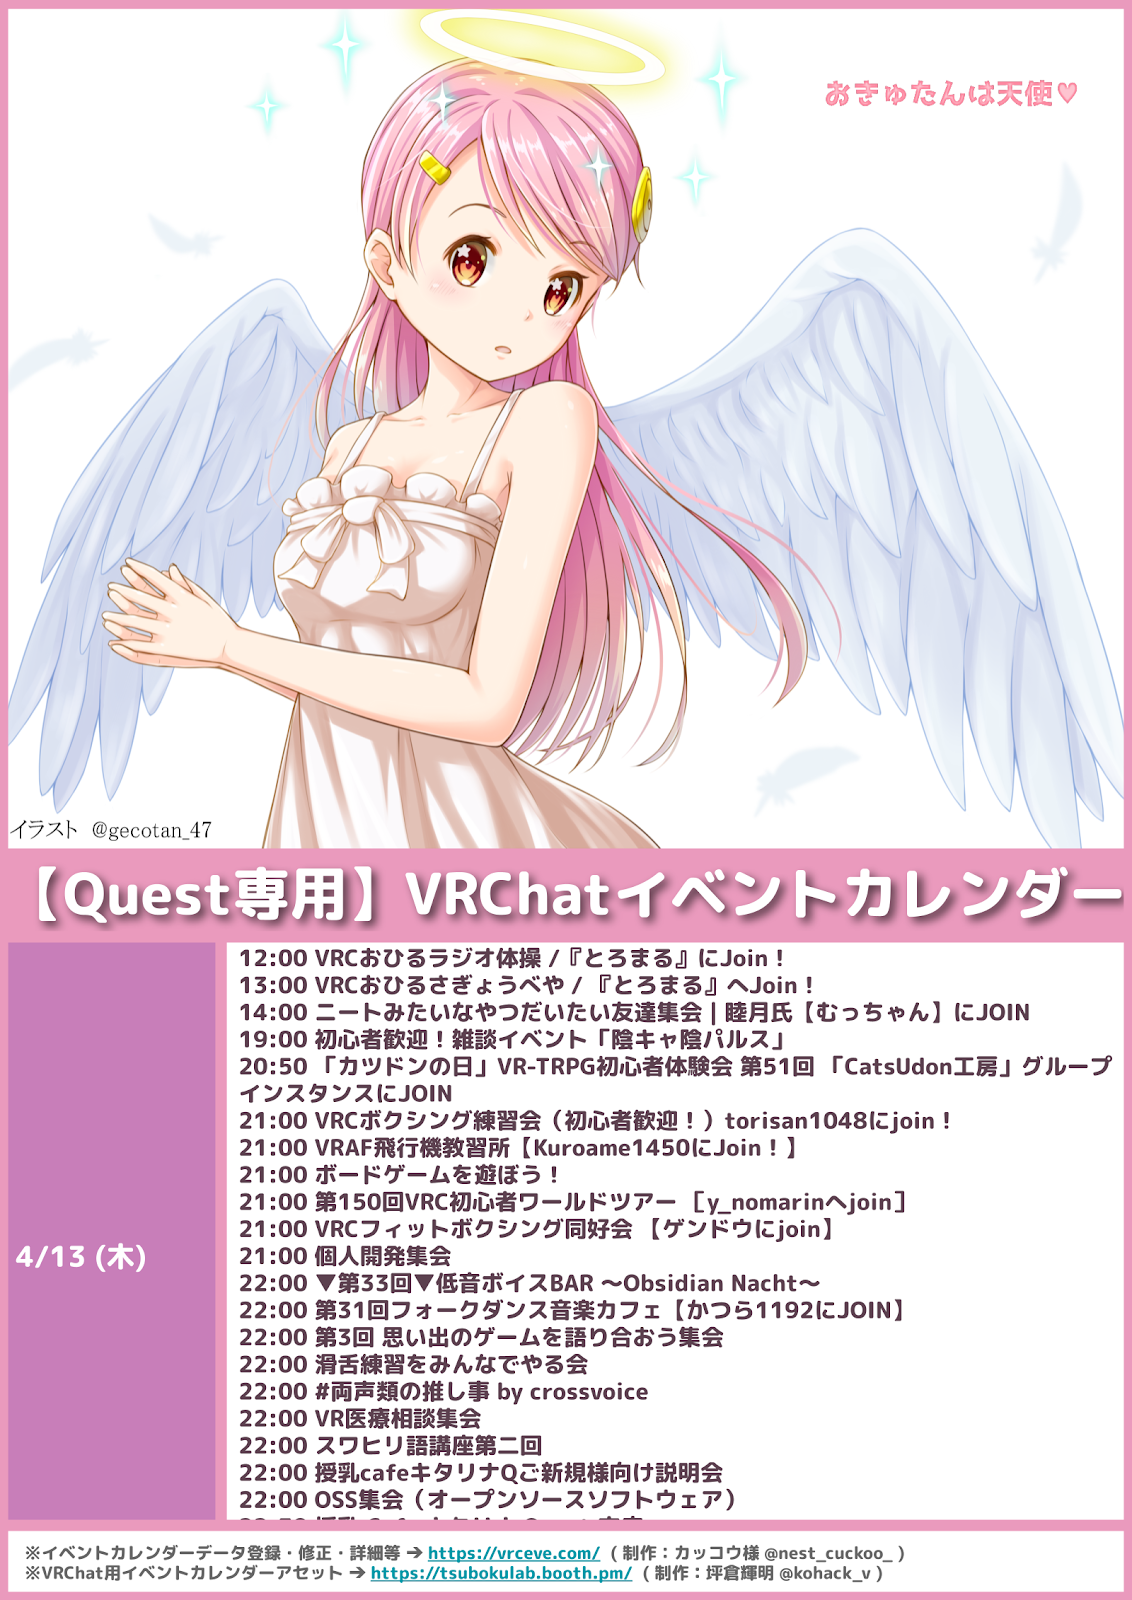 おきゅたんは天使♥
イラスト @gecotan_47
【Quest専用】VRChatイベントカレンダー
4/13 (木)
12:00 VRCおひるラジオ体操 /『とろまる』にJoin！
13:00 VRCおひるさぎょうべや / 『とろまる』へJoin！
14:00 ニートみたいなやつだいたい友達集会 | 睦月氏【むっちゃん】にJOIN
19:00 初心者歓迎！雑談イベント「陰キャ陰パルス」
20:50 「カツドンの日」VR-TRPG初心者体験会 第51回 「CatsUdon工房」グループ
インスタンスにJOIN
21:00 VRCボクシング練習会（初心者歓迎！）torisan1048にjoin！
21:00 VRAF飛行機教習所【Kuroame1450にJoin！】
21:00 ボードゲームを遊ぼう！
21:00 第150回VRC初心者ワールドツアー ［y_nomarinへjoin］
21:00 VRCフィットボクシング同好会 【ゲンドウにjoin】
21:00 個人開発集会
22:00 ▼第33回▼低音ボイスBAR ～Obsidian Nacht～
22:00 第31回フォークダンス音楽カフェ【かつら1192にJOIN】
22:00 第3回 思い出のゲームを語り合おう集会
22:00 滑舌練習をみんなでやる会
22:00 #両声類の推し事 by crossvoice
22:00 VR医療相談集会
22:00 スワヒリ語講座第二回
22:00 授乳cafeキタリナQご新規様向け説明会
22:00 OSS集会（オープンソースソフトウェア）
※イベントカレンダーデータ登録・修正・詳細等 ➔ https://vrceve.com/ （制作：カッコウ様 @nest_cuckoo_ ）
※VRChat用イベントカレンダーアセット ➔ https://tsubokulab.booth.pm/ （制作：坪倉輝明 @kohack_v ）